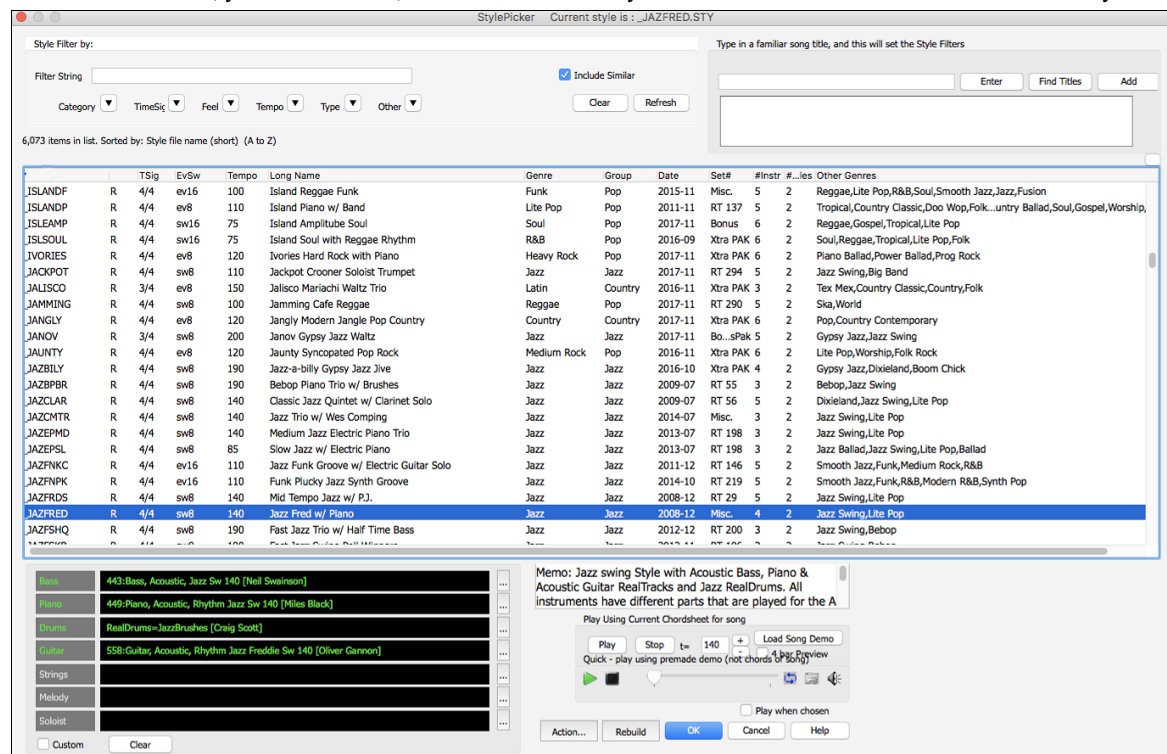 StylePicker Current style is : _JAZFRED.STY
Style Filter by:
Type in a familiar song title, and this will set the Style Filters
Filter String
Include Similar
Enter Find Titles Add
Category TimeSig Feel Tempo Type Other Clear Refresh
6,073 items in list. Sorted by: Style file name (short) (A to Z)
TSig EvSw Tempo Long Name Genre Group Date Set# #Instr #...les Other Genres
_ISLANDF R 4/4 ev16 100 Island Reggae Funk Funk Pop 2015-11 Misc. 5 2 Reggae,Lite Pop,R&B,Soul,Smooth Jazz,Jazz,Fusion
_ISLANDP R 4/4 ev8 110 Island Piano w/ Band Lite Pop Pop 2011-11 RT 137 5 2 Tropical,Country Classic,Doo Wop,Folk...untry Ballad,Soul,Gospel,Worship,
_ISLEAMP R 4/4 sw16 75 Island Amplitube Soul Soul Pop 2017-11 Bonus 6 2 Reggae,Gospel,Tropical,Lite Pop
_ISLSOUL R 4/4 sw16 75 Island Soul with Reggae Rhythm R&B Pop 2016-09 Xtra PAK 6 2 Soul,Reggae,Tropical,Lite Pop,Folk
_IVORIES R 4/4 ev8 120 Ivories Hard Rock with Piano Heavy Rock Pop 2017-11 Xtra PAK 6 2 Piano Ballad,Power Ballad,Prog Rock
_JACKPOT R 4/4 sw8 110 Jackpot Crooner Soloist Trumpet Jazz Jazz 2017-11 RT 294 5 2 Jazz Swing,Big Band
_JALISCO R 3/4 ev8 150 Jalisco Mariachi Waltz Trio Latin Country 2016-11 Xtra PAK 3 2 Tex Mex,Country Classic,Country,Folk
_JAMMING R 4/4 sw8 100 Jamming Cafe Reggae Reggae Pop 2017-11 RT 290 5 2 Ska,World
_JANGLY R 4/4 ev8 120 Jangly Modern Jangle Pop Country Country Country 2017-11 Xtra PAK 6 2 Pop,Country Contemporary
_JANOV R 3/4 sw8 200 Janov Gypsy Jazz Waltz Jazz Jazz 2017-11 Bo...sPak 5 2 Gypsy Jazz,Jazz Swing
_JAUNTY R 4/4 ev8 120 Jaunty Syncopated Pop Rock Medium Rock Pop 2016-11 Xtra PAK 6 2 Lite Pop,Worship,Folk Rock
_JAZBILY R 4/4 sw8 190 Jazz-a-billy Gypsy Jazz Jive Jazz Jazz 2016-10 Xtra PAK 4 2 Gypsy Jazz,Dixieland,Boom Chick
_JAZBPBR R 4/4 sw8 190 Bebop Piano Trio w/ Brushes Jazz Jazz 2009-07 RT 55 3 2 Bebop,Jazz Swing
_JAZCLAR R 4/4 sw8 140 Classic Jazz Quintet w/ Clarinet Solo Jazz Jazz 2009-07 RT 56 5 2 Dixieland,Jazz Swing,Lite Pop
_JAZCMTR R 4/4 sw8 140 Jazz Trio w/ Wes Comping Jazz Jazz 2014-07 Misc. 3 2 Jazz Swing,Lite Pop
_JAZEPMD R 4/4 sw8 140 Medium Jazz Electric Piano Trio Jazz Jazz 2013-07 RT 198 3 2 Jazz Swing,Lite Pop
_JAZEPSL R 4/4 sw8 85 Slow Jazz w/ Electric Piano Jazz Jazz 2013-07 RT 198 3 2 Jazz Ballad,Jazz Swing,Lite Pop,Ballad
_JAZFNKC R 4/4 ev16 110 Jazz Funk Groove w/ Electric Guitar Solo Jazz Jazz 2011-12 RT 146 5 2 Smooth Jazz,Funk,Medium Rock,R&B
_JAZFNPK R 4/4 ev16 110 Funk Plucky Jazz Synth Groove Jazz Jazz 2014-10 RT 219 5 2 Smooth Jazz,Funk,R&B,Modern R&B,Synth Pop
_JAZFRDS R 4/4 sw8 140 Mid Tempo Jazz w/ P.J. Jazz Jazz 2008-12 RT 29 5 2 Jazz Swing,Lite Pop
_JAZFRED R 4/4 sw8 140 Jazz Fred w/ Piano Jazz Jazz 2008-12 Misc. 4 2 Jazz Swing,Lite Pop
_JAZFSHQ R 4/4 sw8 190 Fast Jazz Trio w/ Half Time Bass Jazz Jazz 2012-12 RT 200 3 2 Jazz Swing,Bebop
Bass 443:Bass, Acoustic, Jazz Sw 140 [Neil Swainson] ...
Piano 449:Piano, Acoustic, Rhythm Jazz Sw 140 [Miles Black] ...
Drums RealDrums=JazzBrushes [Craig Scott] ...
Guitar 558:Guitar, Acoustic, Rhythm Jazz Freddie Sw 140 [Oliver Gannon] ...
Strings ...
Melody ...
Soloist ...
Custom Clear
Memo: Jazz swing Style with Acoustic Bass, Piano &
Acoustic Guitar RealTracks and Jazz RealDrums. All
instruments have different parts that are played for the A
Play Using Current Chordsheet for song
Play Stop t= 140 + - Load Song Demo
4 bar Preview
Quick - play using premade demo (not chords of song)
Play when chosen
Action... Rebuild OK Cancel Help